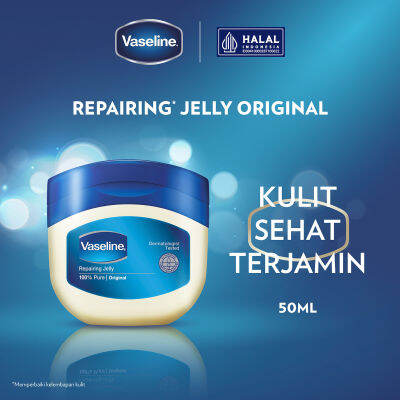 Vaseline.
HALAL
INDONESIA
REPAIRING* JELLY ORIGINAL
Vaseline.
Dermatologist
Tested
Repairing Jelly
100% Pure | Original
KULIT
SEHAT
TERJAMIN
50ML
*Memperbaiki kelembapan kulit